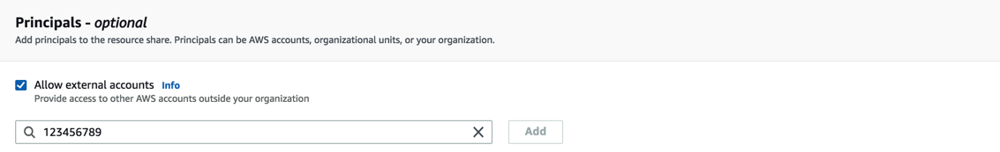 Principals - optional
Add principals to the resource share. Principals can be AWS accounts, organizational units, or your organization.
Allow external accounts Info
Provide access to other AWS accounts outside your organization
123456789 Add